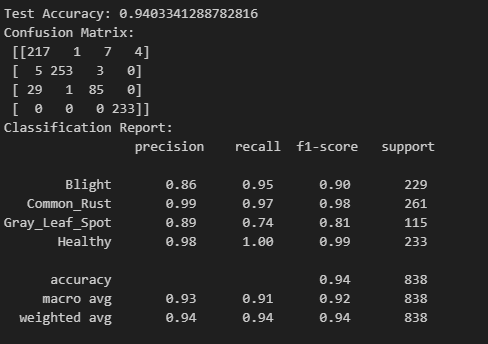 Test Accuracy: 0.9403341288782816
Confusion Matrix:
[[217 1 7 4]
[ 5 253 3 0]
[ 29 1 85 0]
[ 0 0 0 233]]
Classification Report:
precision recall f1-score support
Blight 0.86 0.95 0.90 229
Common_Rust 0.99 0.97 0.98 261
Gray_Leaf_Spot 0.89 0.74 0.81 115
Healthy 0.98 1.00 0.99 233
accuracy 0.94 838
macro avg 0.93 0.91 0.92 838
weighted avg 0.94 0.94 0.94 838